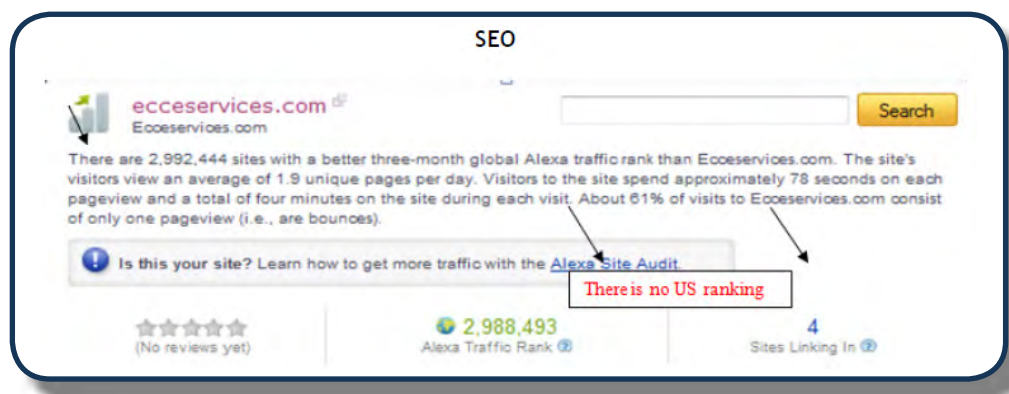 SEO
ecceservices.com
Search
Ecceservices.com
There are 2,992,444 sites with a better three-month global Alexa traffic rank than Ecceservices.com. The site's
visitors view an average of 1.9 unique pages per day. Visitors to the site spend approximately 78 seconds on each
pageview and a total of four minutes on the site during each visit. About 61% of visits to Ecceservices.com consist
of only one pageview (i.e., are bounces).
Is this your site? Learn how to get more traffic with the Alexa Site Audit.
There is no US ranking
2,988,493
4
(No reviews yet)
Alexa Traffic Rank ?
Sites Linking In ?